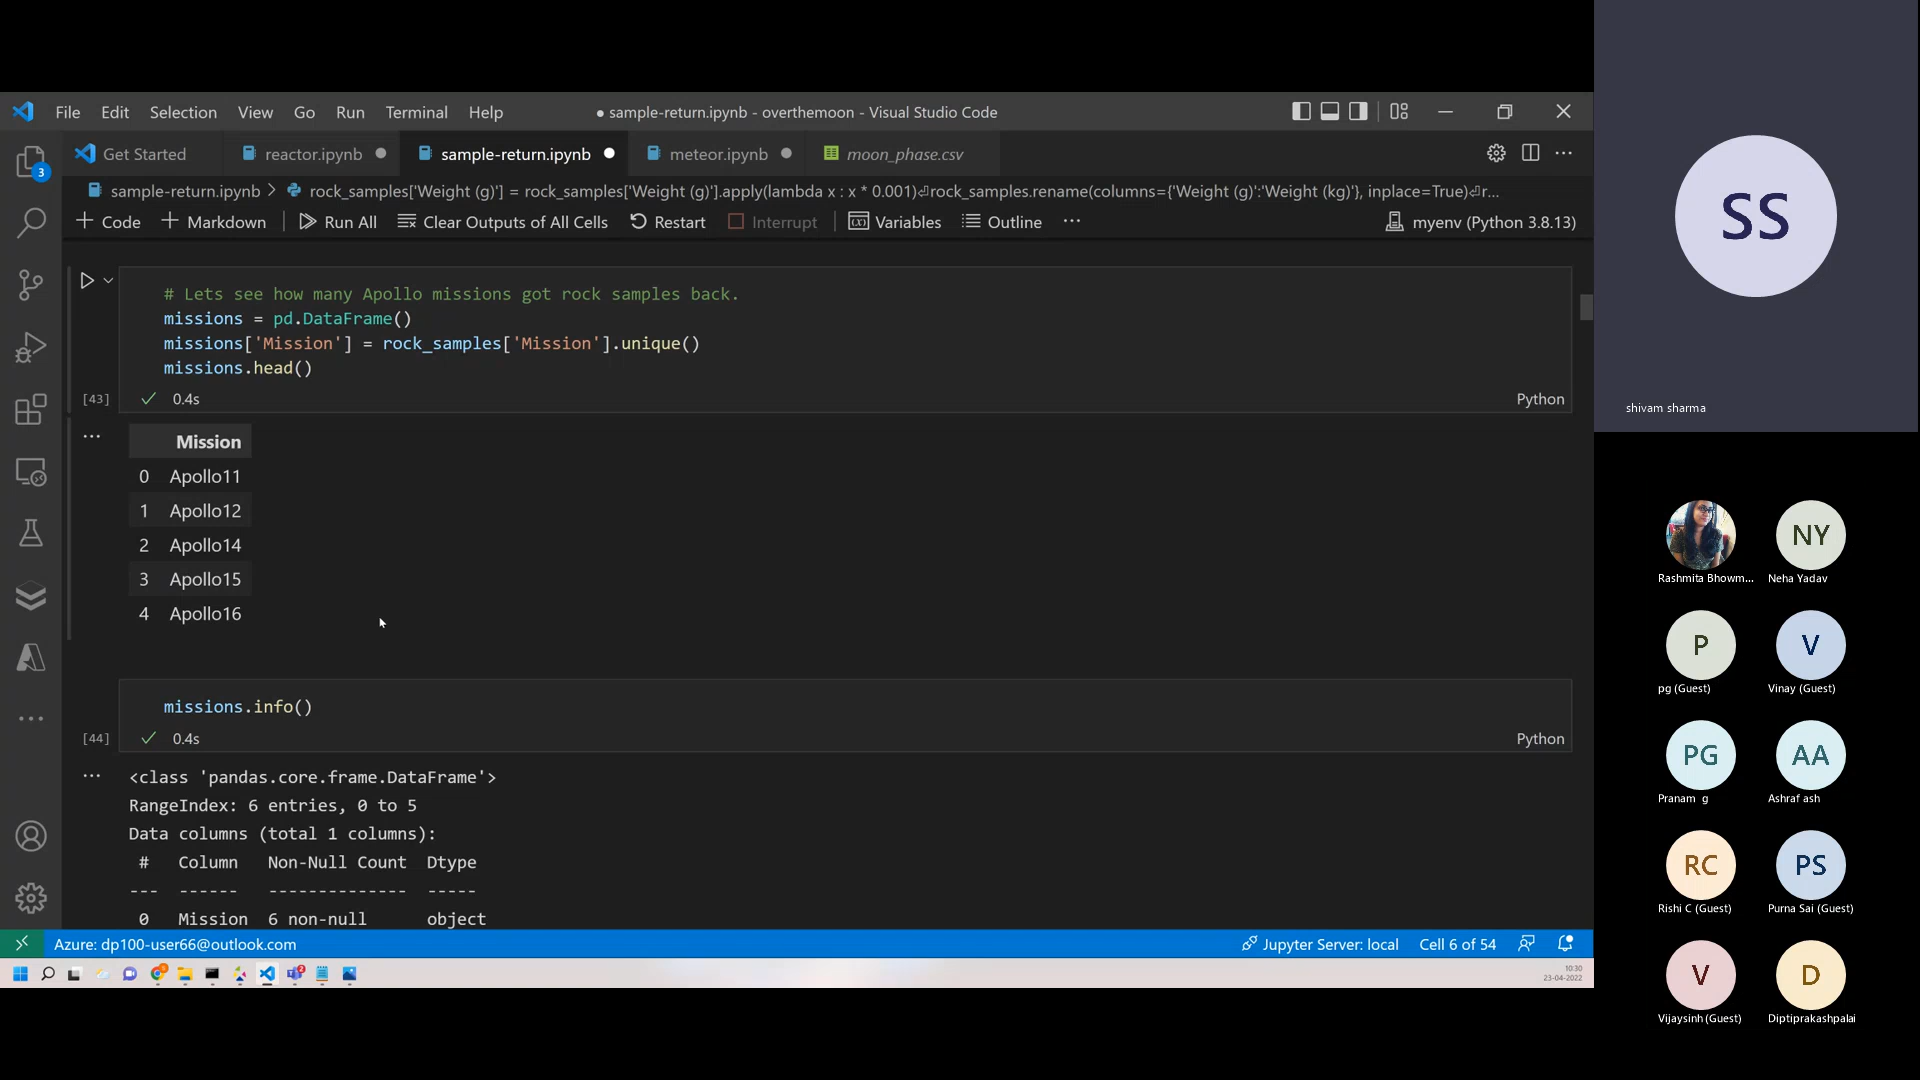 File Edit Selection View Go Run Terminal Help
● sample-return.ipynb - overthemoon - Visual Studio Code
Get Started
reactor.ipynb ●
sample-return.ipynb ●
meteor.ipynb ●
moon_phase.csv
3
sample-return.ipynb > rock_samples['Weight (g)'] = rock_samples['Weight (g)'].apply(lambda x : x * 0.001)⏎rock_samples.rename(columns={'Weight (g)':'Weight (kg)'}, inplace=True)⏎r...
+ Code + Markdown | Run All Clear Outputs of All Cells Restart Interrupt | Variables Outline ... myenv (Python 3.8.13)
# Lets see how many Apollo missions got rock samples back.
missions = pd.DataFrame()
missions['Mission'] = rock_samples['Mission'].unique()
missions.head()
[43] ✓ 0.4s Python
Mission
0 Apollo11
1 Apollo12
2 Apollo14
3 Apollo15
4 Apollo16
missions.info()
[44] ✓ 0.4s Python
<class 'pandas.core.frame.DataFrame'>
RangeIndex: 6 entries, 0 to 5
Data columns (total 1 columns):
# Column Non-Null Count Dtype
--- ------ -------------- -----
0 Mission 6 non-null object
Azure: dp100-user66@outlook.com
Jupyter Server: local Cell 6 of 54
10:30
23-04-2022
SS
shivam sharma
Rashmita Bhowm...
NY
Neha Yadav
P
pg (Guest)
V
Vinay (Guest)
PG
Pranam g
AA
Ashraf ash
RC
Rishi C (Guest)
PS
Purna Sai (Guest)
V
Vijaysinh (Guest)
D
Diptiprakashpalai